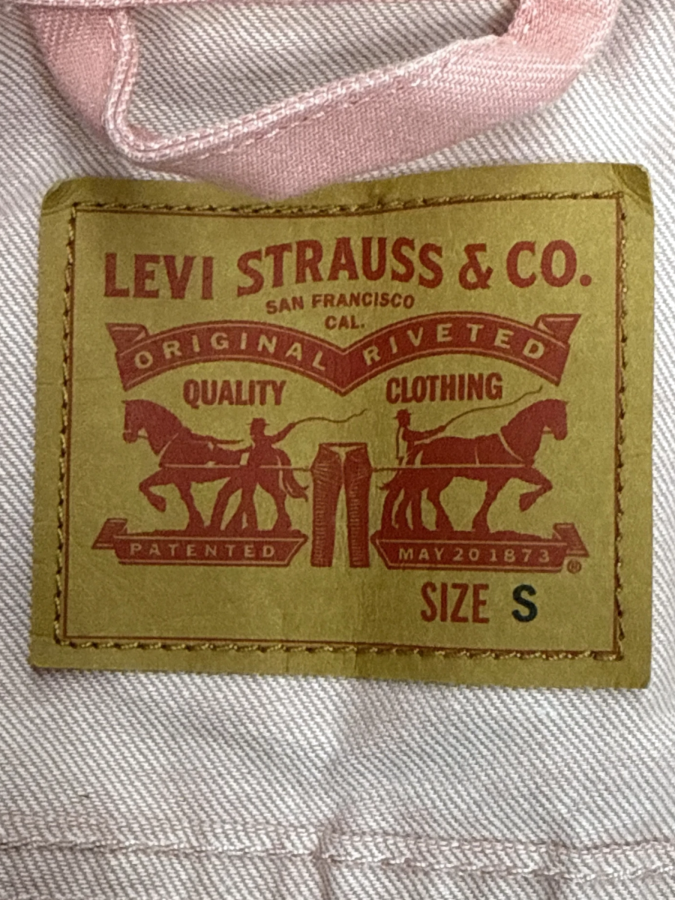 LEVI STRAUSS & CO.
SAN FRANCISCO
CAL.
ORIGINAL RIVETED
QUALITY CLOTHING
PATENTED MAY 20 1873 ®
SIZE S